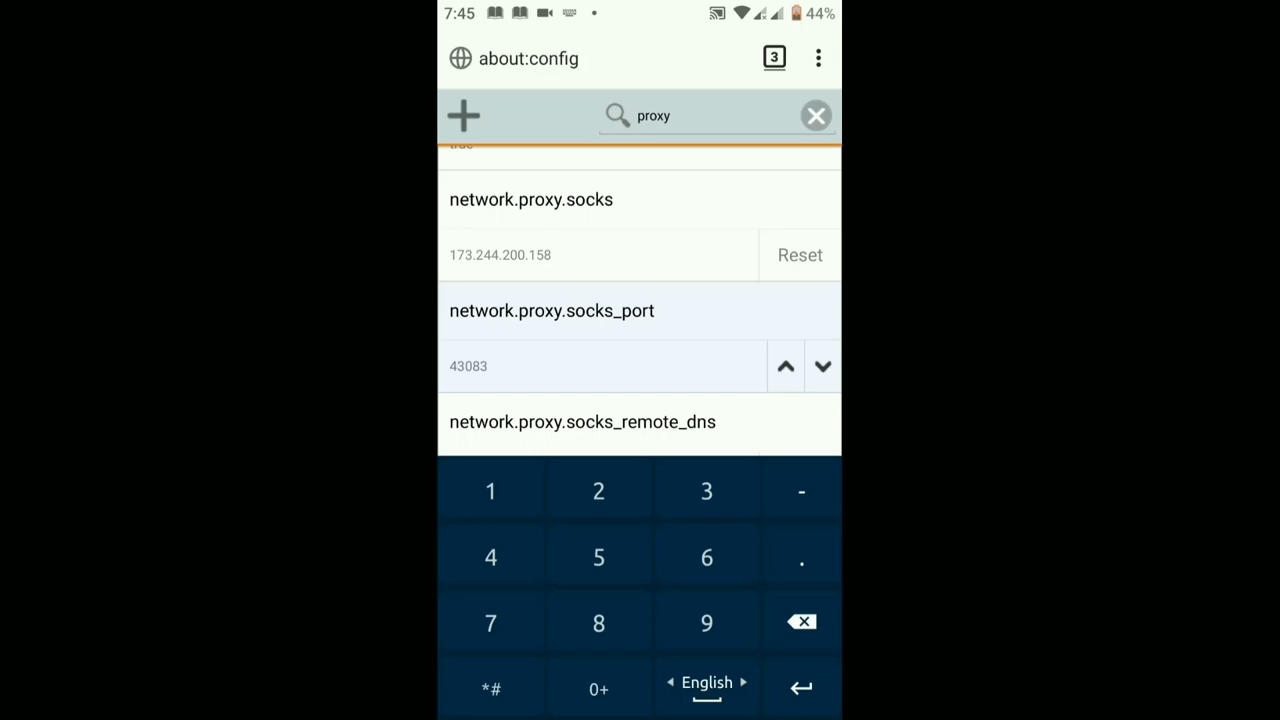 7:45 44%
about:config 3
proxy
true
network.proxy.socks
173.244.200.158 Reset
network.proxy.socks_port
43083
network.proxy.socks_remote_dns
1 2 3 -
4 5 6 .
7 8 9
*# 0+ English